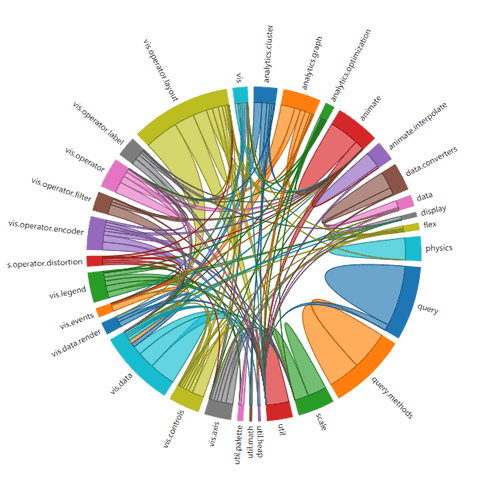 vis
analytics.cluster
analytics.graph
analytics.optimization
animate
animate.interpolate
data.converters
data
display
flex
physics
query
query.methods
scale
util
util.heap
util.math
util.palette
vis.axis
vis.controls
vis.data
vis.data.render
vis.events
vis.legend
s.operator.distortion
vis.operator.encoder
vis.operator.filter
vis.operator
vis.operator.label
vis.operator.layout